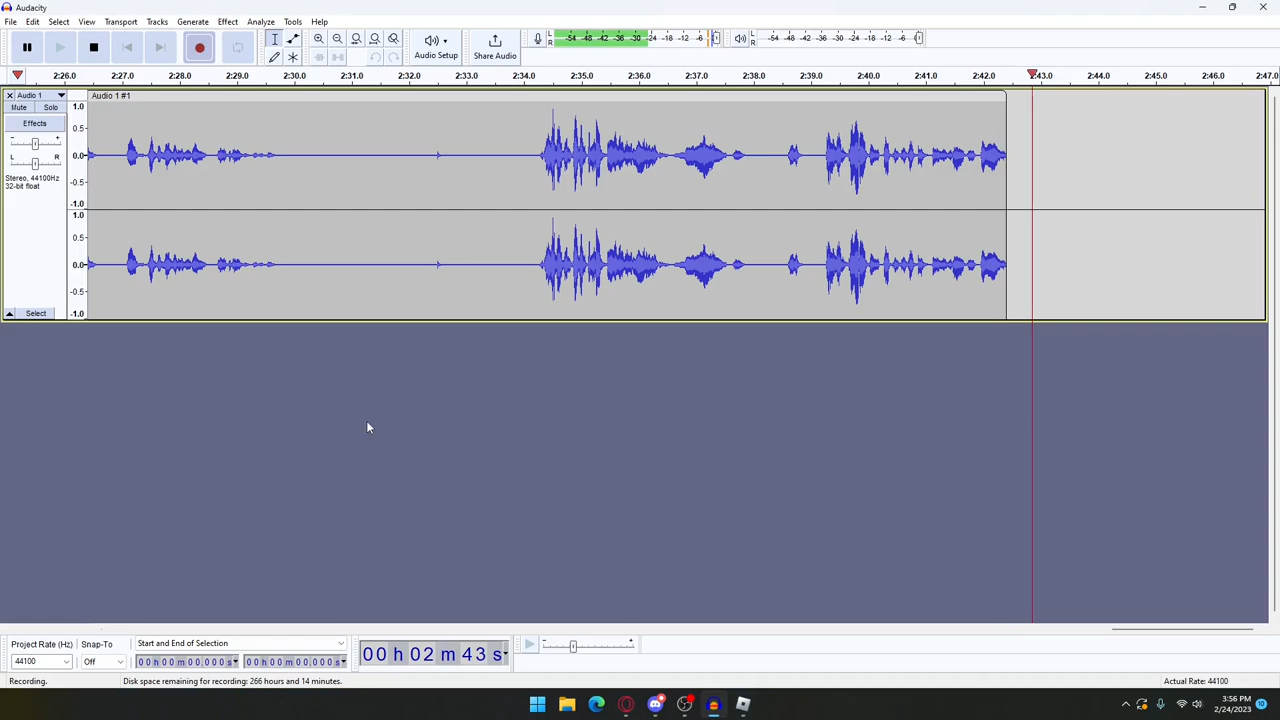 Audacity
File Edit Select View Transport Tracks Generate Effect Analyze Tools Help
Audio Setup
Share Audio
L
R
-54 -48 -42 -36 -30 -24 -18 -12 -6
L
R
-54 -48 -42 -36 -30 -24 -18 -12 -6
2:26.0 2:27.0 2:28.0 2:29.0 2:30.0 2:31.0 2:32.0 2:33.0 2:34.0 2:35.0 2:36.0 2:37.0 2:38.0 2:39.0 2:40.0 2:41.0 2:42.0 2:43.0 2:44.0 2:45.0 2:46.0 2:47.0
Audio 1
Audio 1 #1
Mute Solo
Effects
- +
L R
Stereo, 44100Hz
32-bit float
Select
1.0
0.5
0.0
-0.5
-1.0
1.0
0.5
0.0
-0.5
-1.0
Project Rate (Hz) Snap-To Start and End of Selection
44100 Off 00 h 00 m 00.000 s 00 h 00 m 00.000 s
00 h 02 m 43 s
- +
Recording. Disk space remaining for recording: 266 hours and 14 minutes. Actual Rate: 44100
3:56 PM
2/24/2023